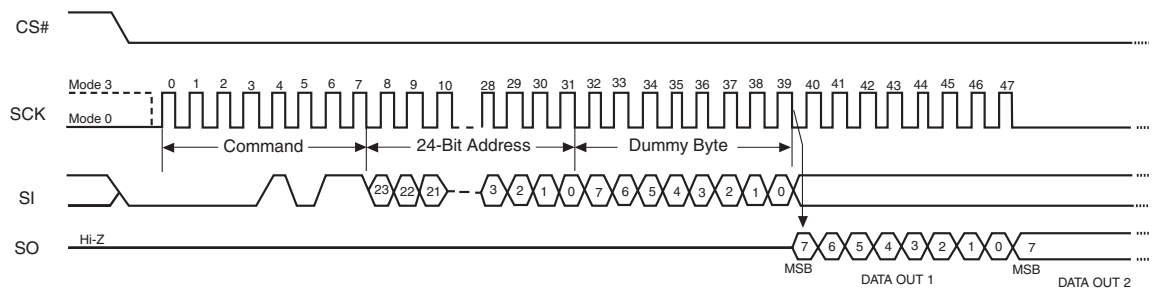 CS#
Mode 3
0 1 2 3 4 5 6 7 8 9 10 28 29 30 31 32 33 34 35 36 37 38 39 40 41 42 43 44 45 46 47
SCK
Mode 0
Command 24-Bit Address Dummy Byte
SI
23 22 21 3 2 1 0 7 6 5 4 3 2 1 0
SO
Hi-Z
7 6 5 4 3 2 1 0 7
MSB DATA OUT 1 MSB DATA OUT 2